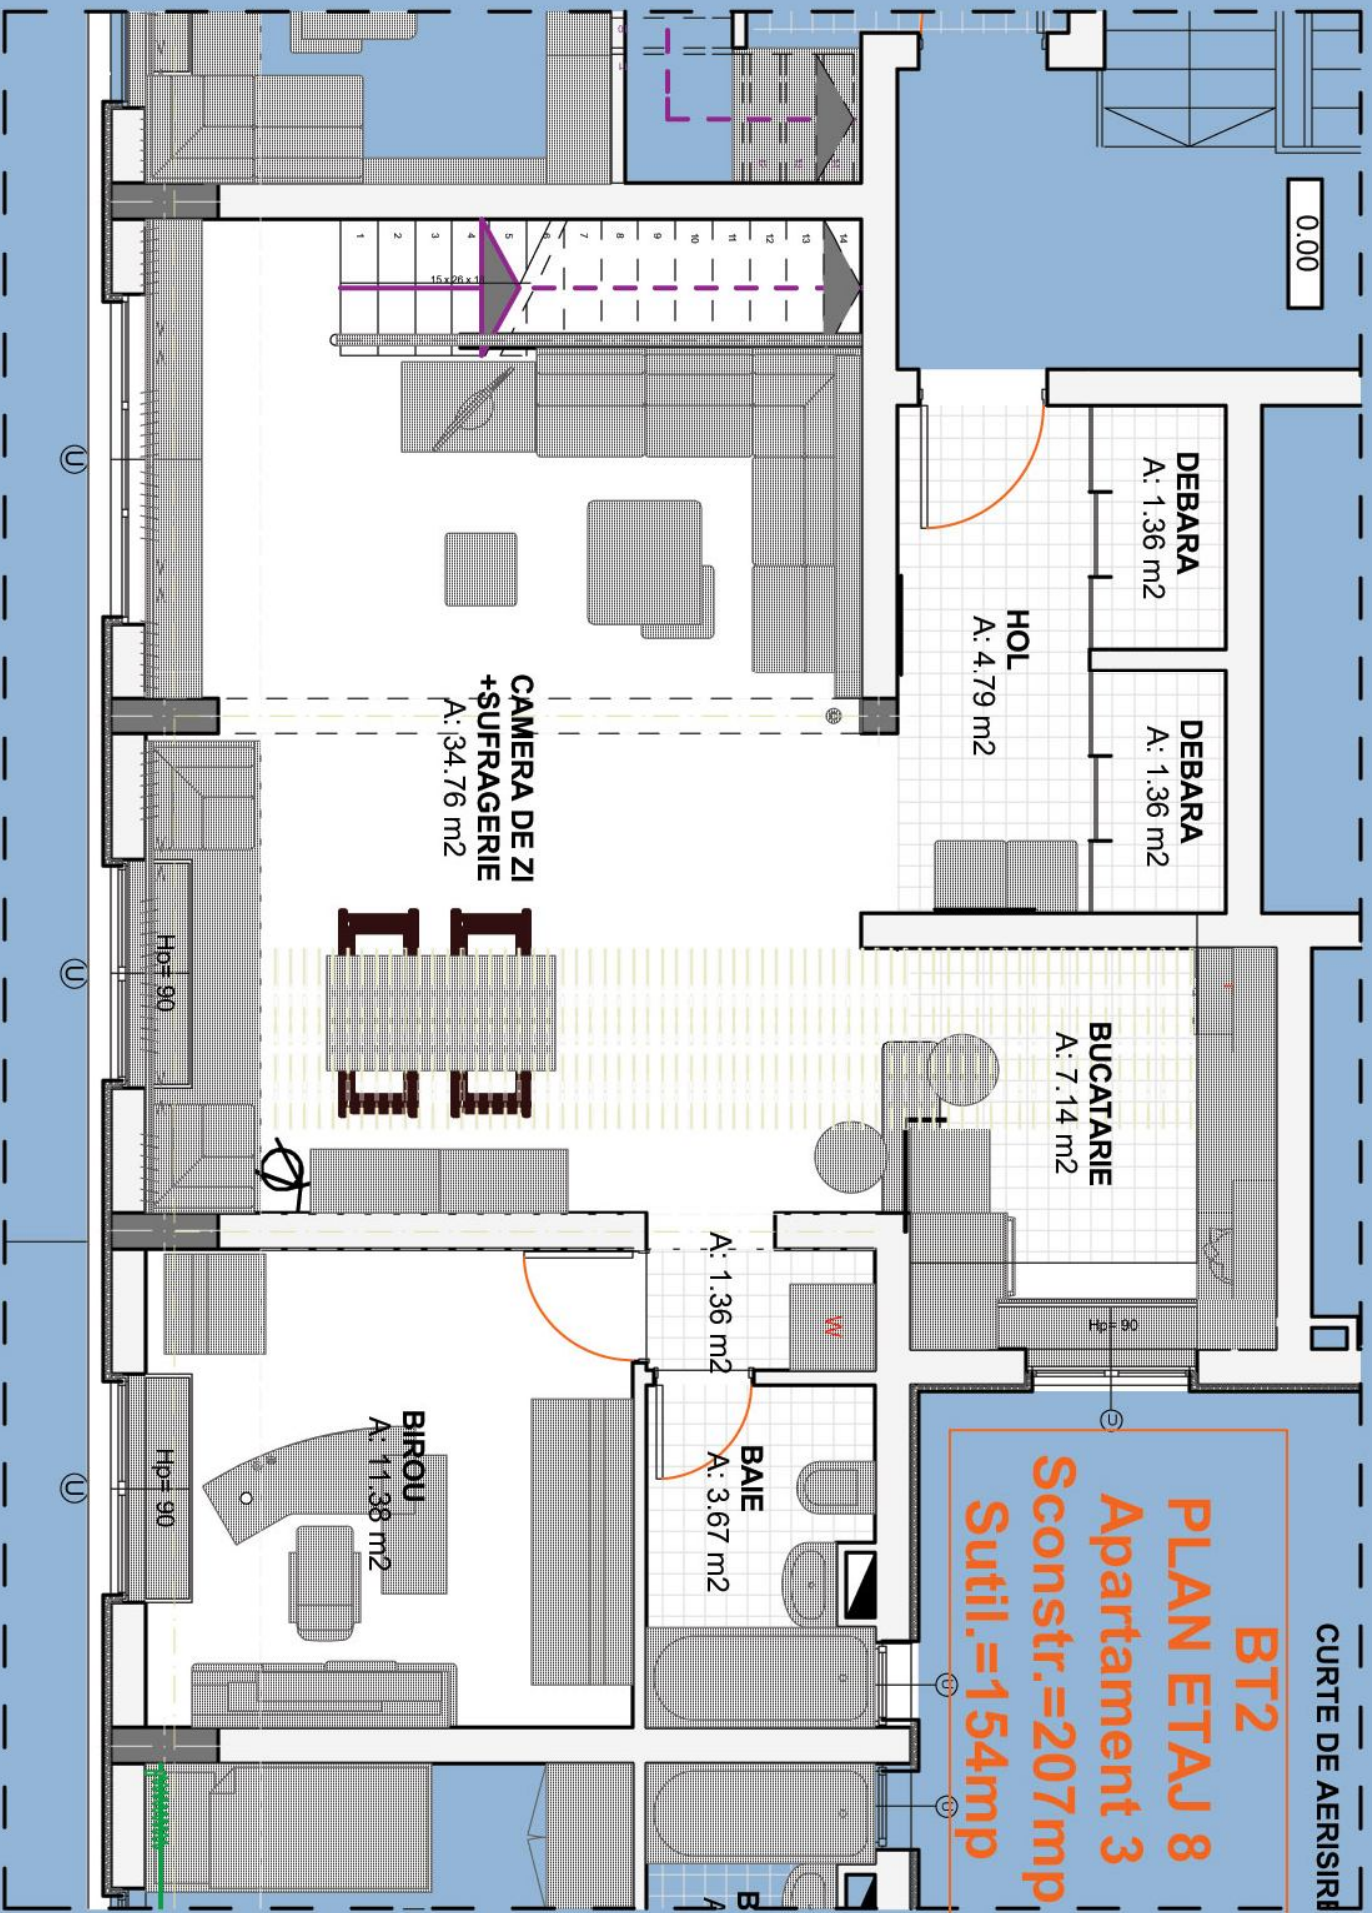 0.00
CURTE DE AERISIRE
BT2
PLAN ETAJ 8
Apartament 3
Sconstr.=207mp
Sutil.=154mp
DEBARA
A: 1.36 m2
DEBARA
A: 1.36 m2
HOL
A: 4.79 m2
BUCATARIE
A: 7.14 m2
Hp= 90
CAMERA DE ZI
+SUFRAGERIE
A: 34.76 m2
1
2
3
4
5
6
7
8
9
10
11
12
13
14
Hp= 90
A: 1.36 m2
W
BAIE
A: 3.67 m2
BIROU
A: 11.38 m2
Hp= 90
U
U
U
U
U
U
B
A